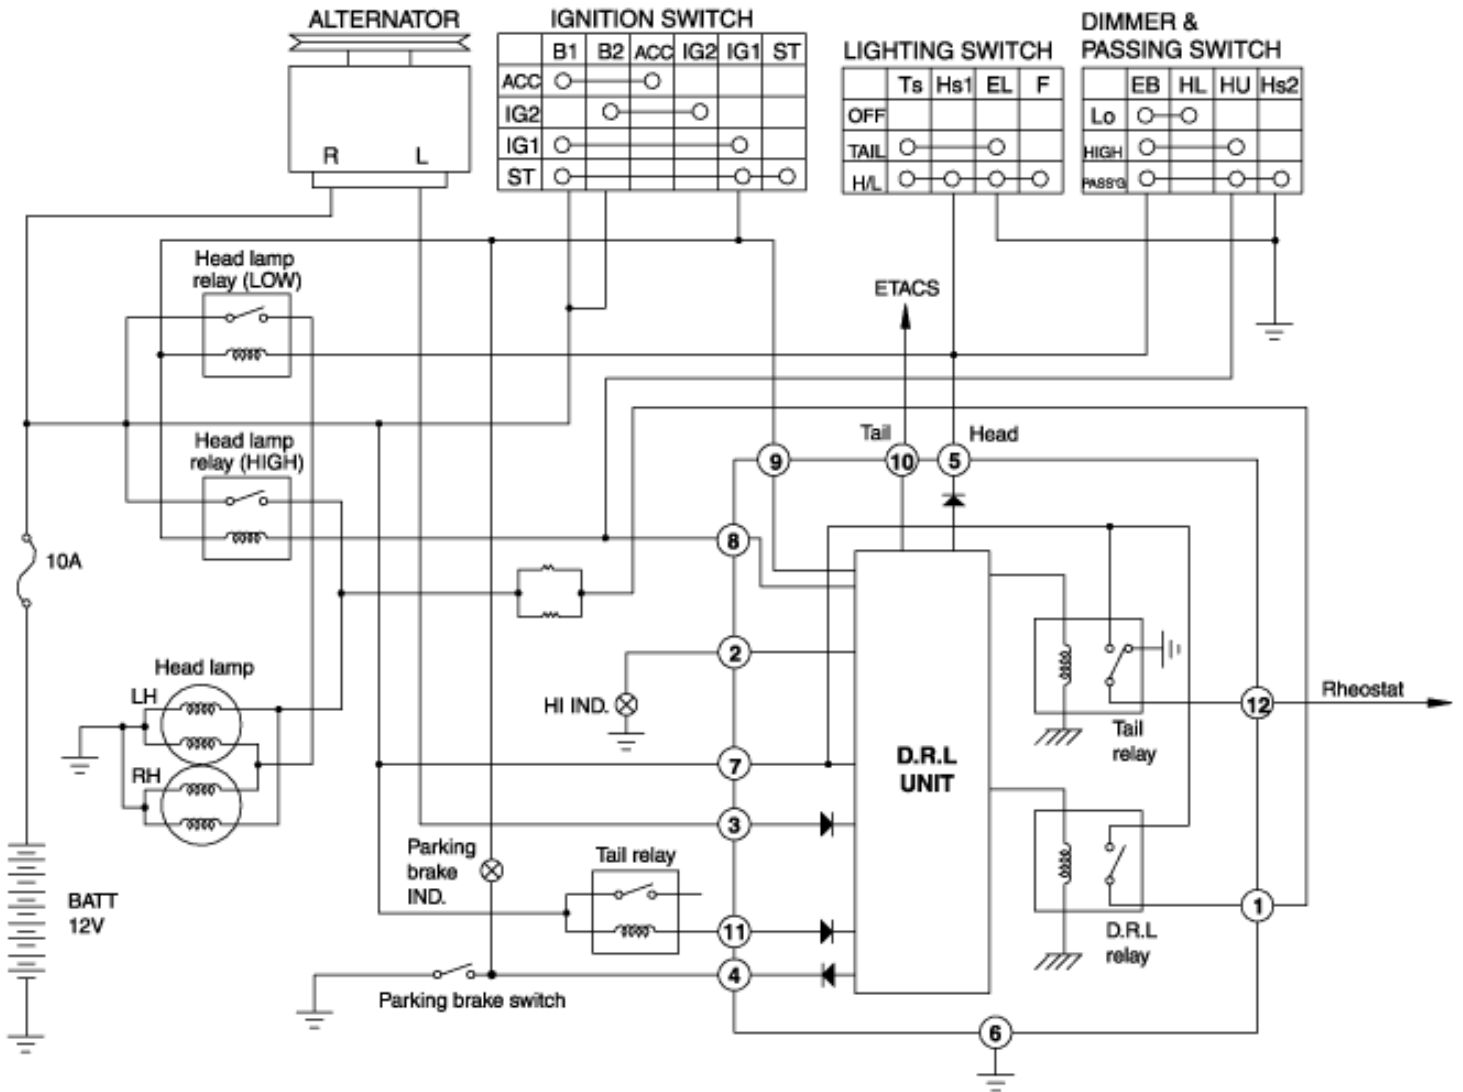 ALTERNATOR
R L
IGNITION SWITCH
B1 B2 ACC IG2 IG1 ST
ACC
IG2
IG1
ST
LIGHTING SWITCH
Ts Hs1 EL F
OFF
TAIL
H/L
DIMMER &
PASSING SWITCH
EB HL HU Hs2
Lo
HIGH
PASS'G
Head lamp
relay (LOW)
ETACS
Head lamp
relay (HIGH)
Tail
Head
9
10
5
8
10A
2
HI IND.
Head lamp
LH
RH
12
Rheostat
Tail
relay
7
D.R.L
UNIT
3
Parking
brake
IND.
Tail relay
BATT
12V
11
1
D.R.L
relay
4
Parking brake switch
6